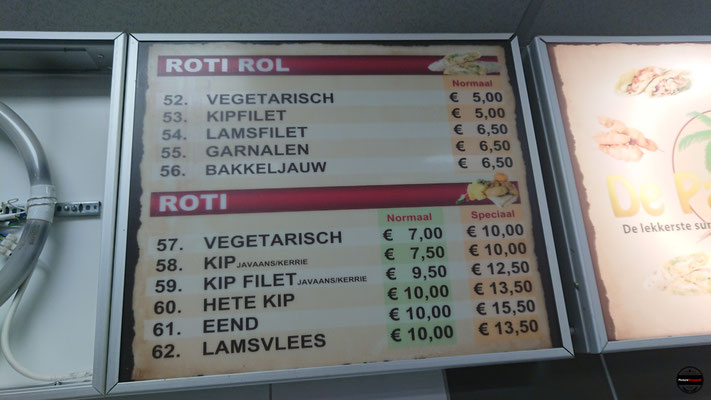 ROTI ROL
Normaal
52. VEGETARISCH € 5,00
53. KIPFILET € 5,00
54. LAMSFILET € 6,50
55. GARNALEN € 6,50
56. BAKKELJAUW € 6,50
ROTI
Normaal Speciaal
57. VEGETARISCH € 7,00 € 10,00
58. KIP JAVAANS/KERRIE € 7,50 € 10,00
59. KIP FILET JAVAANS/KERRIE € 9,50 € 12,50
60. HETE KIP € 10,00 € 13,50
61. EEND € 10,00 € 15,50
62. LAMSVLEES € 10,00 € 13,50
De
De lekkerste